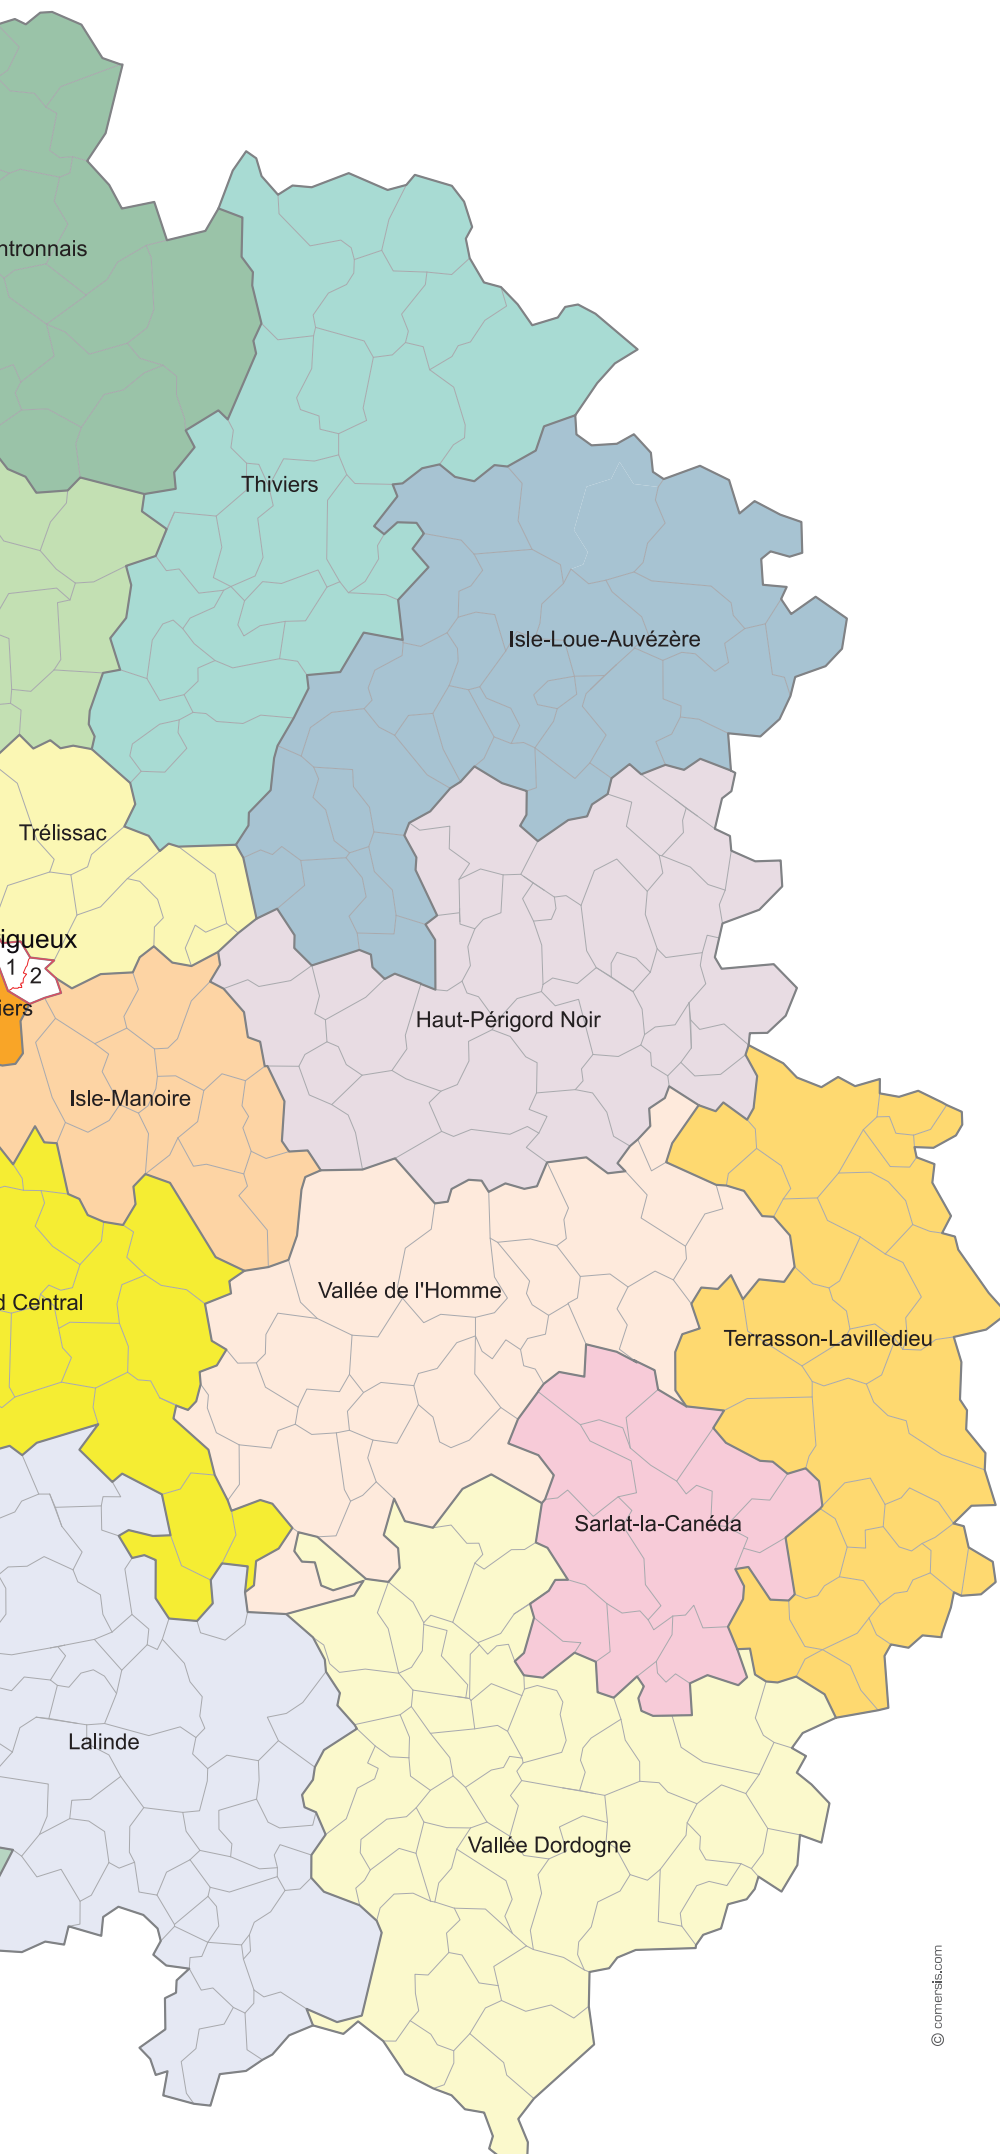 ntronnais
Thiviers
Isle-Loue-Auvézère
Trélissac
igueux
1
2
iers
Haut-Périgord Noir
Isle-Manoire
Vallée de l'Homme
d Central
Terrasson-Lavilledieu
Sarlat-la-Canéda
Lalinde
Vallée Dordogne
© comersis.com